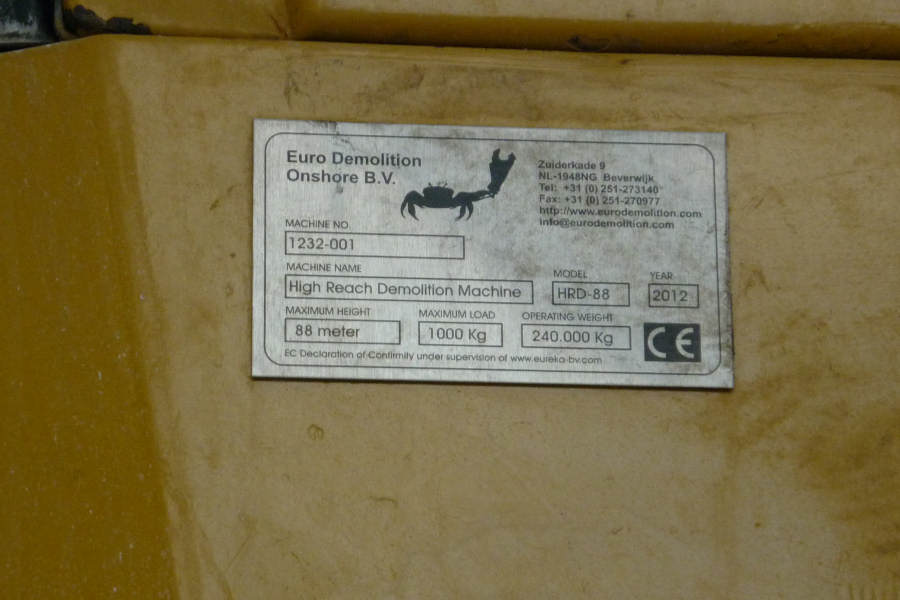 Euro Demolition
Onshore B.V.
Zuiderkade 9
NL-1948NG Beverwijk
Tel: +31 (0) 251-273140
Fax: +31 (0) 251-270977
http://www.eurodemolition.com
info@eurodemolition.com
MACHINE NO.
1232-001
MACHINE NAME
High Reach Demolition Machine
MODEL
HRD-88
YEAR
2012
MAXIMUM HEIGHT
88 meter
MAXIMUM LOAD
1000 Kg
OPERATING WEIGHT
240.000 Kg
CE
EC Declaration of Confirmity under supervision of www.eureka-bv.com